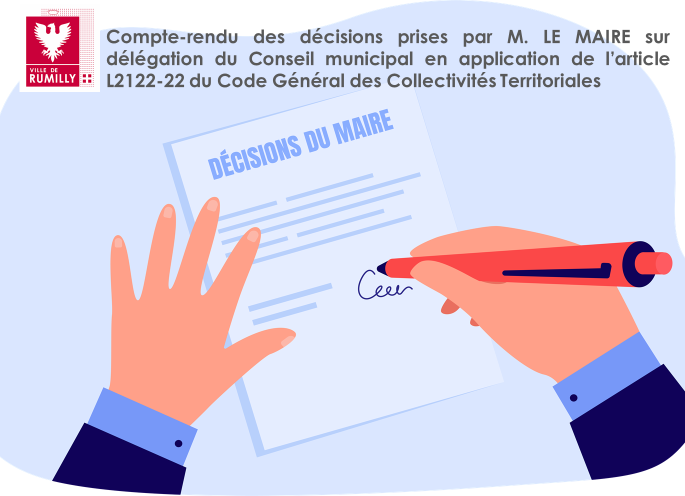 Compte-rendu des décisions prises par M. LE MAIRE sur
délégation du Conseil municipal en application de l'article
L2122-22 du Code Général des Collectivités Territoriales
VILLE DE
RUMILLY
DÉCISIONS DU MAIRE